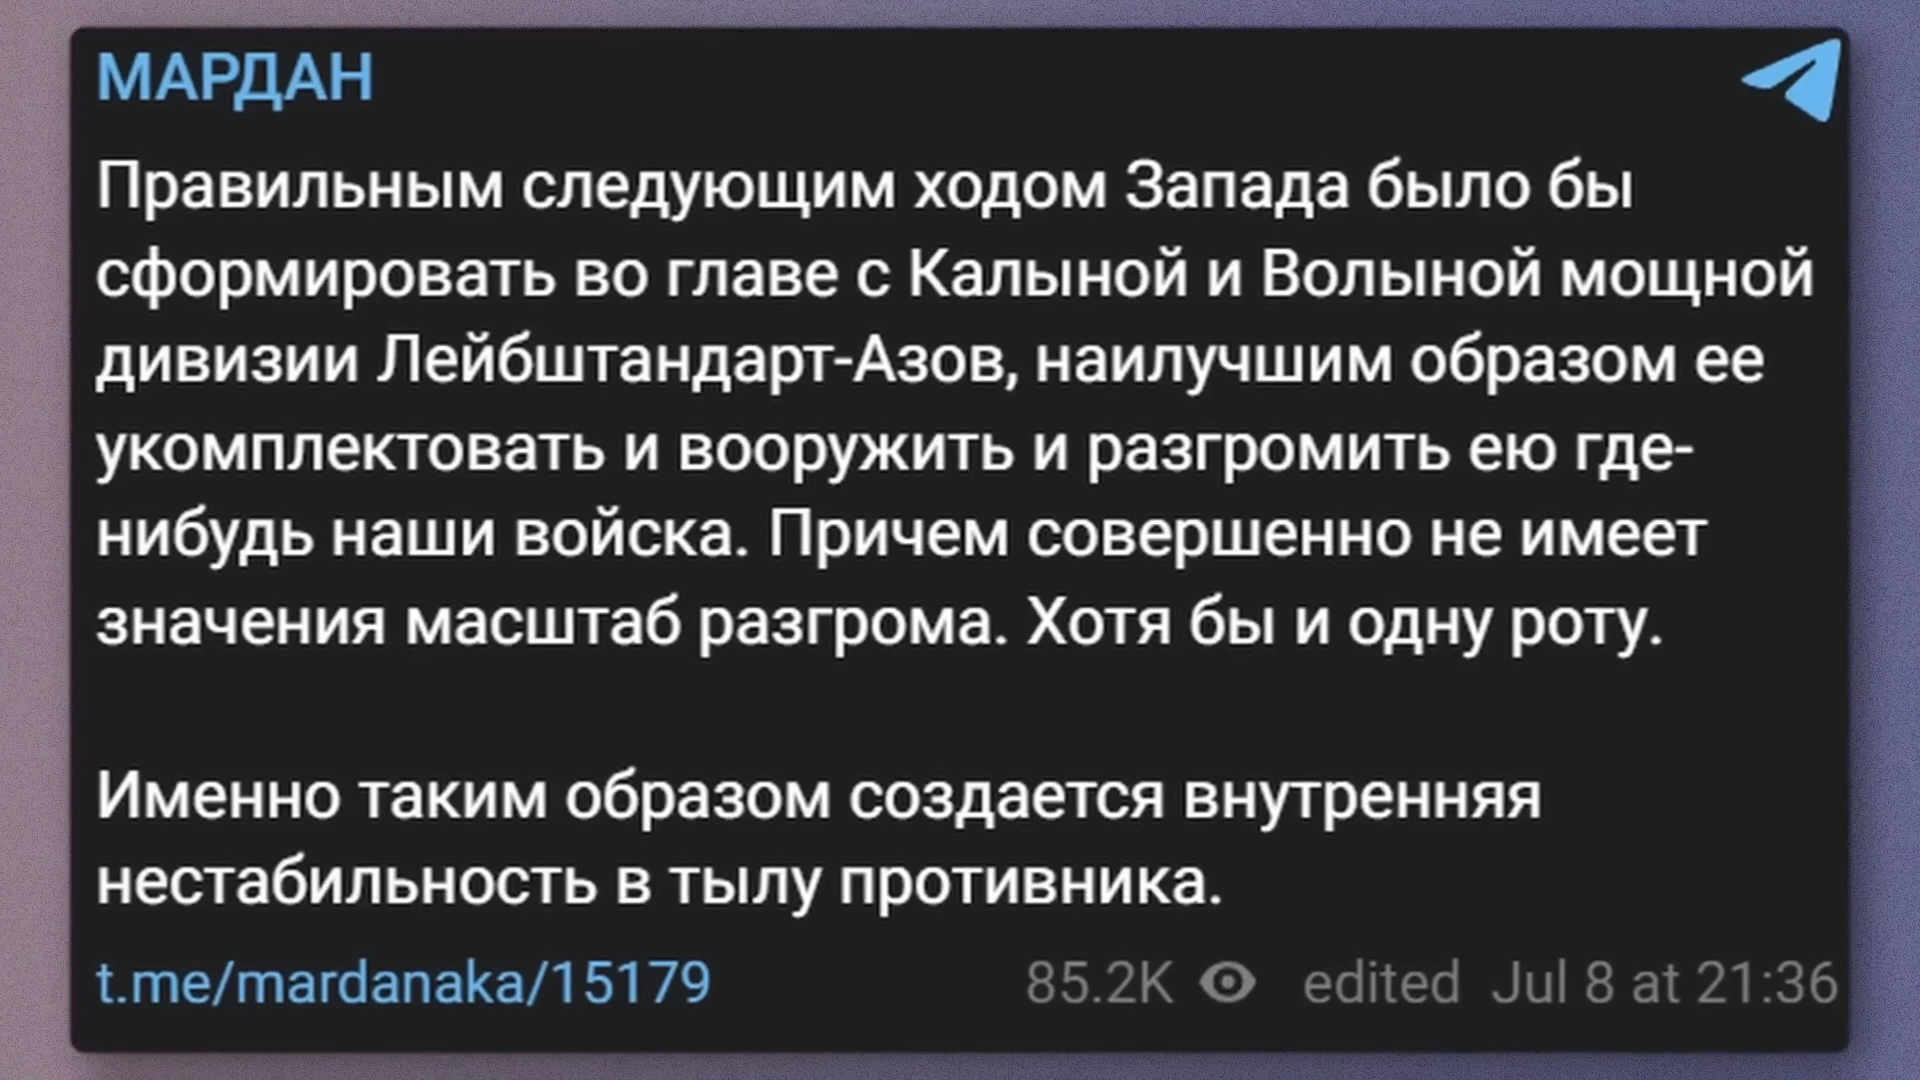 МАРДАН
Правильным следующим ходом Запада было бы
сформировать во главе с Калыной и Волыной мощной
дивизии Лейбштандарт-Азов, наилучшим образом ее
укомплектовать и вооружить и разгромить ею где-
нибудь наши войска. Причем совершенно не имеет
значения масштаб разгрома. Хотя бы и одну роту.
Именно таким образом создается внутренняя
нестабильность в тылу противника.
t.me/mardanaka/15179 85.2K edited Jul 8 at 21:36